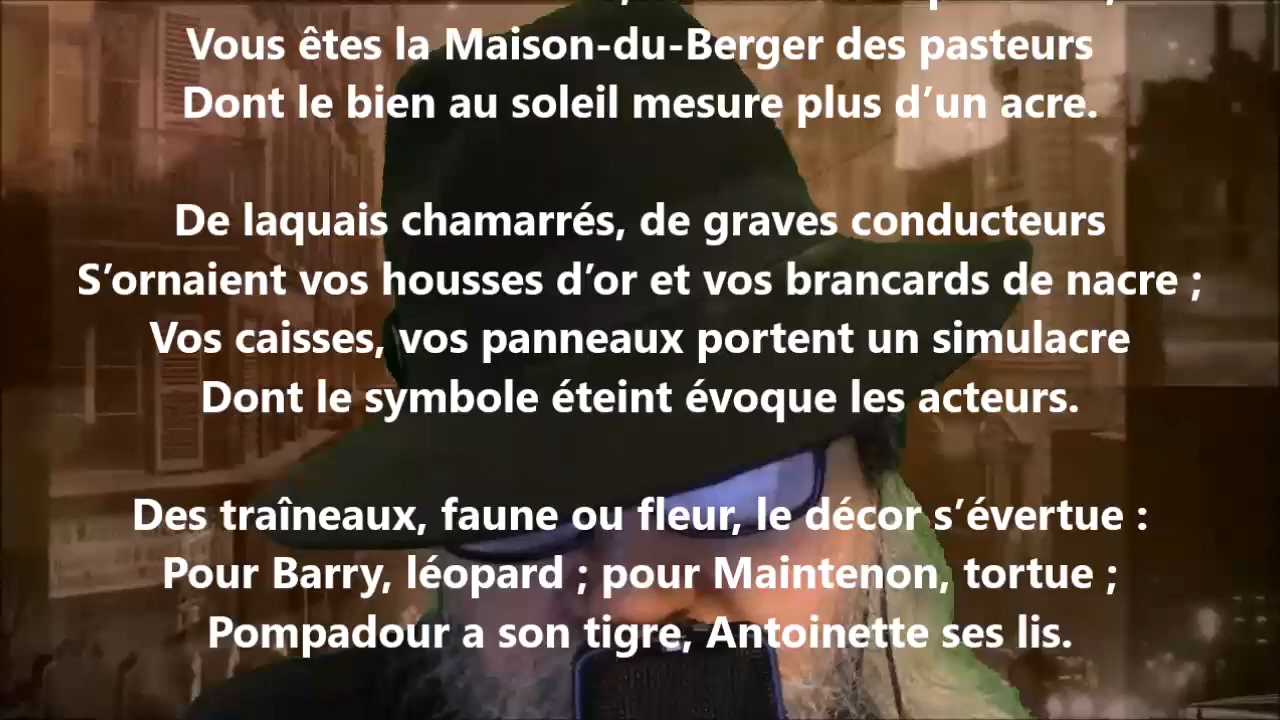 Vous êtes la Maison-du-Berger des pasteurs
Dont le bien au soleil mesure plus d’un acre.
De laquais chamarrés, de graves conducteurs
S’ornaient vos housses d’or et vos brancards de nacre ;
Vos caisses, vos panneaux portent un simulacre
Dont le symbole éteint évoque les acteurs.
Des traîneaux, faune ou fleur, le décor s’évertue :
Pour Barry, léopard ; pour Maintenon, tortue ;
Pompadour a son tigre, Antoinette ses lis.